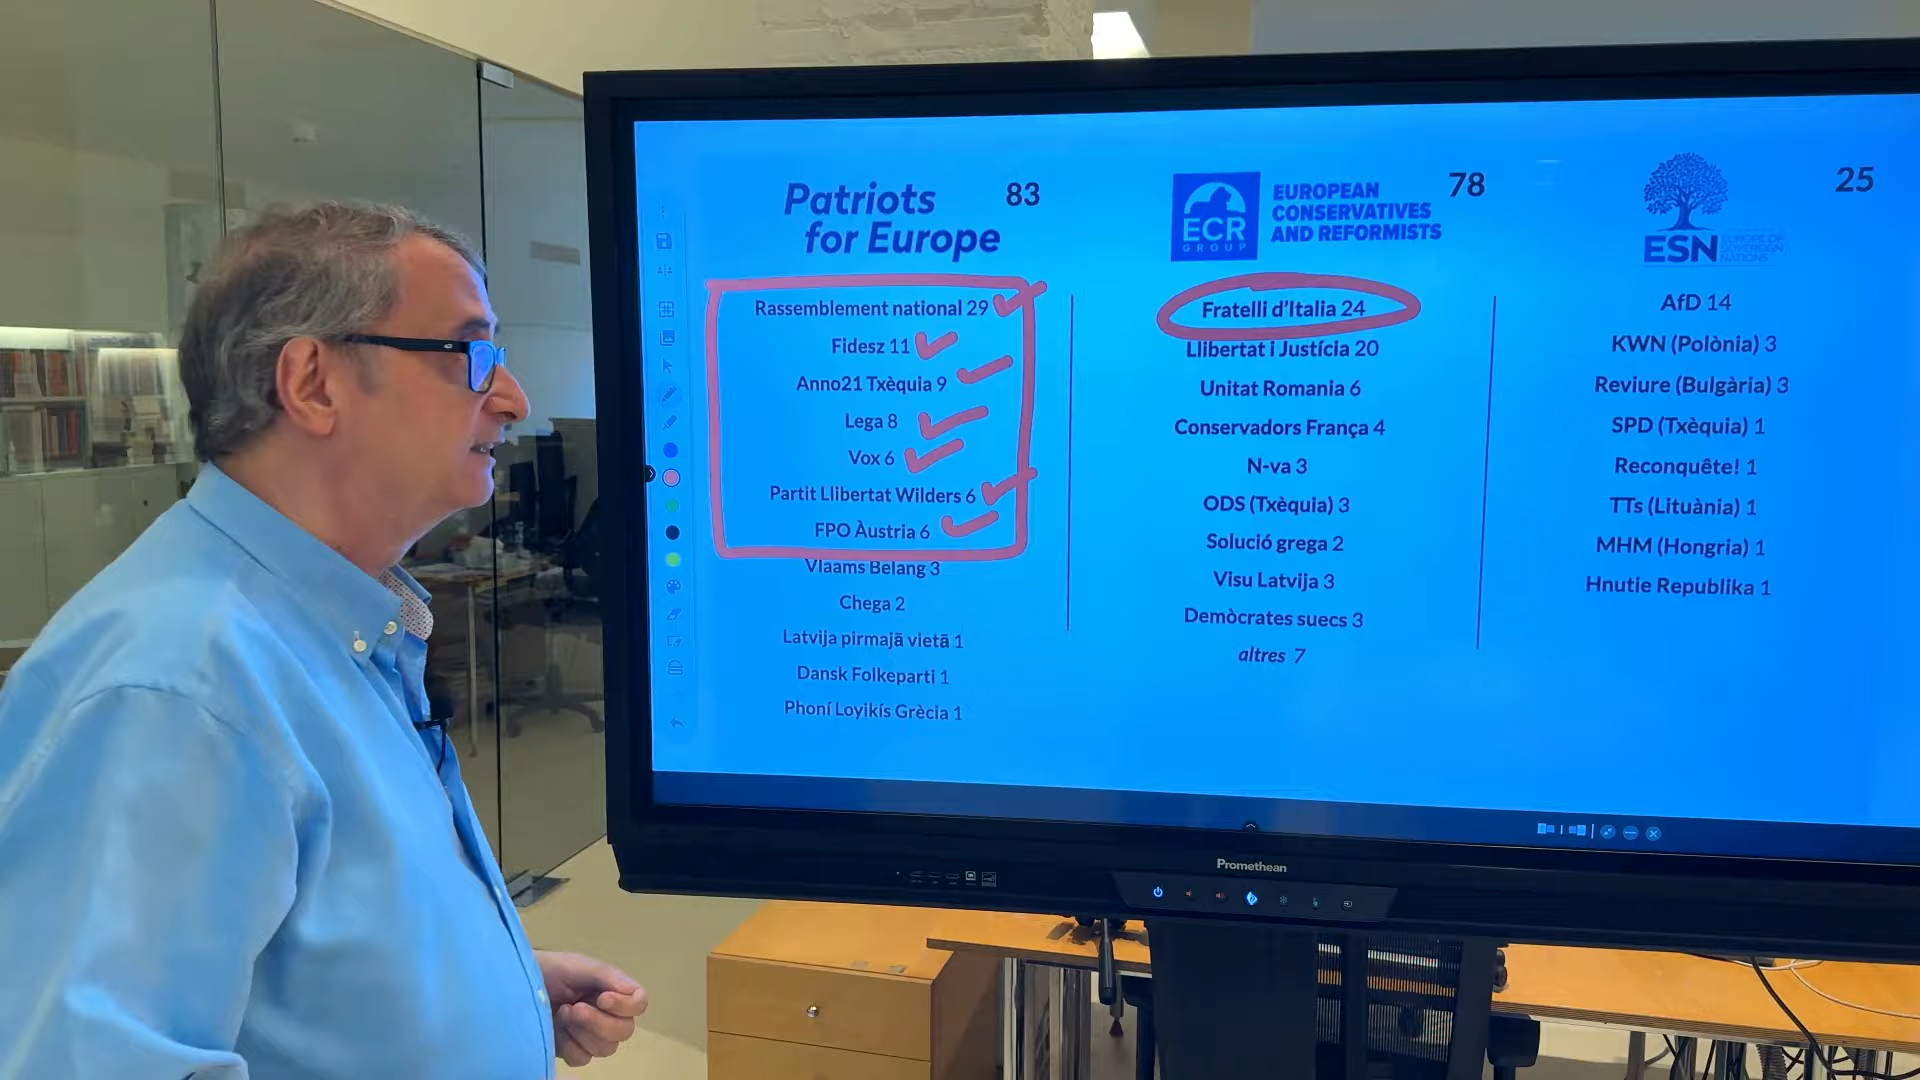 Patriots
for Europe
83
Rassemblement national 29
Fidesz 11
Anno21 Txèquia 9
Lega 8
Vox 6
Partit Llibertat Wilders 6
FPO Àustria 6
Vlaams Belang 3
Chega 2
Latvija pirmajā vietā 1
Dansk Folkeparti 1
Phoní Loyikís Grècia 1
ECR
GROUP
EUROPEAN
CONSERVATIVES
AND REFORMISTS
78
Fratelli d'Italia 24
Llibertat i Justícia 20
Unitat Romania 6
Conservadors França 4
N-va 3
ODS (Txèquia) 3
Solució grega 2
Visu Latvija 3
Demòcrates suecs 3
altres 7
ESN
EUROPE OF
SOVEREIGN
NATIONS
25
AfD 14
KWN (Polònia) 3
Reviure (Bulgària) 3
SPD (Txèquia) 1
Reconquête! 1
TTs (Lituània) 1
MHM (Hongria) 1
Hnutie Republika 1
Promethean